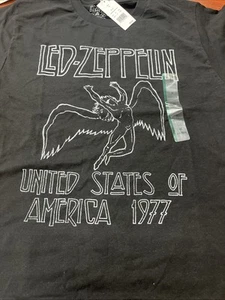 LED-ZEPPELIN
UNITED STATES OF
AMERICA 1977